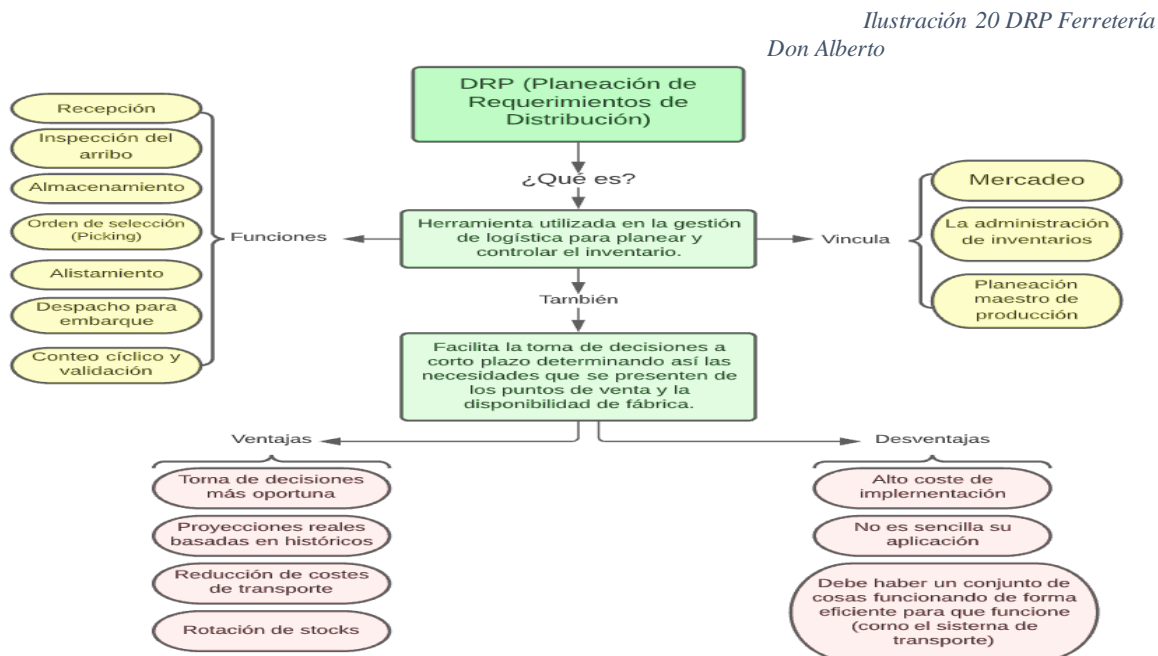 Ilustración 20 DRP Ferretería
Don Alberto
DRP (Planeación de
Requerimientos de
Distribución)
¿Qué es?
Herramienta utilizada en la gestión
de logística para planear y
controlar el inventario.
Funciones
Recepción
Inspección del
arribo
Almacenamiento
Orden de selección
(Picking)
Alistamiento
Despacho para
embarque
Conteo cíclico y
validación
Vincula
Mercadeo
La administración
de inventarios
Planeación
maestro de
producción
También
Facilita la toma de decisiones a
corto plazo determinando así las
necesidades que se presenten de
los puntos de venta y la
disponibilidad de fábrica.
Ventajas
Toma de decisiones
más oportuna
Proyecciones reales
basadas en históricos
Reducción de costes
de transporte
Rotación de stocks
Desventajas
Alto coste de
implementación
No es sencilla su
aplicación
Debe haber un conjunto de
cosas funcionando de forma
eficiente para que funcione
(como el sistema de
transporte)